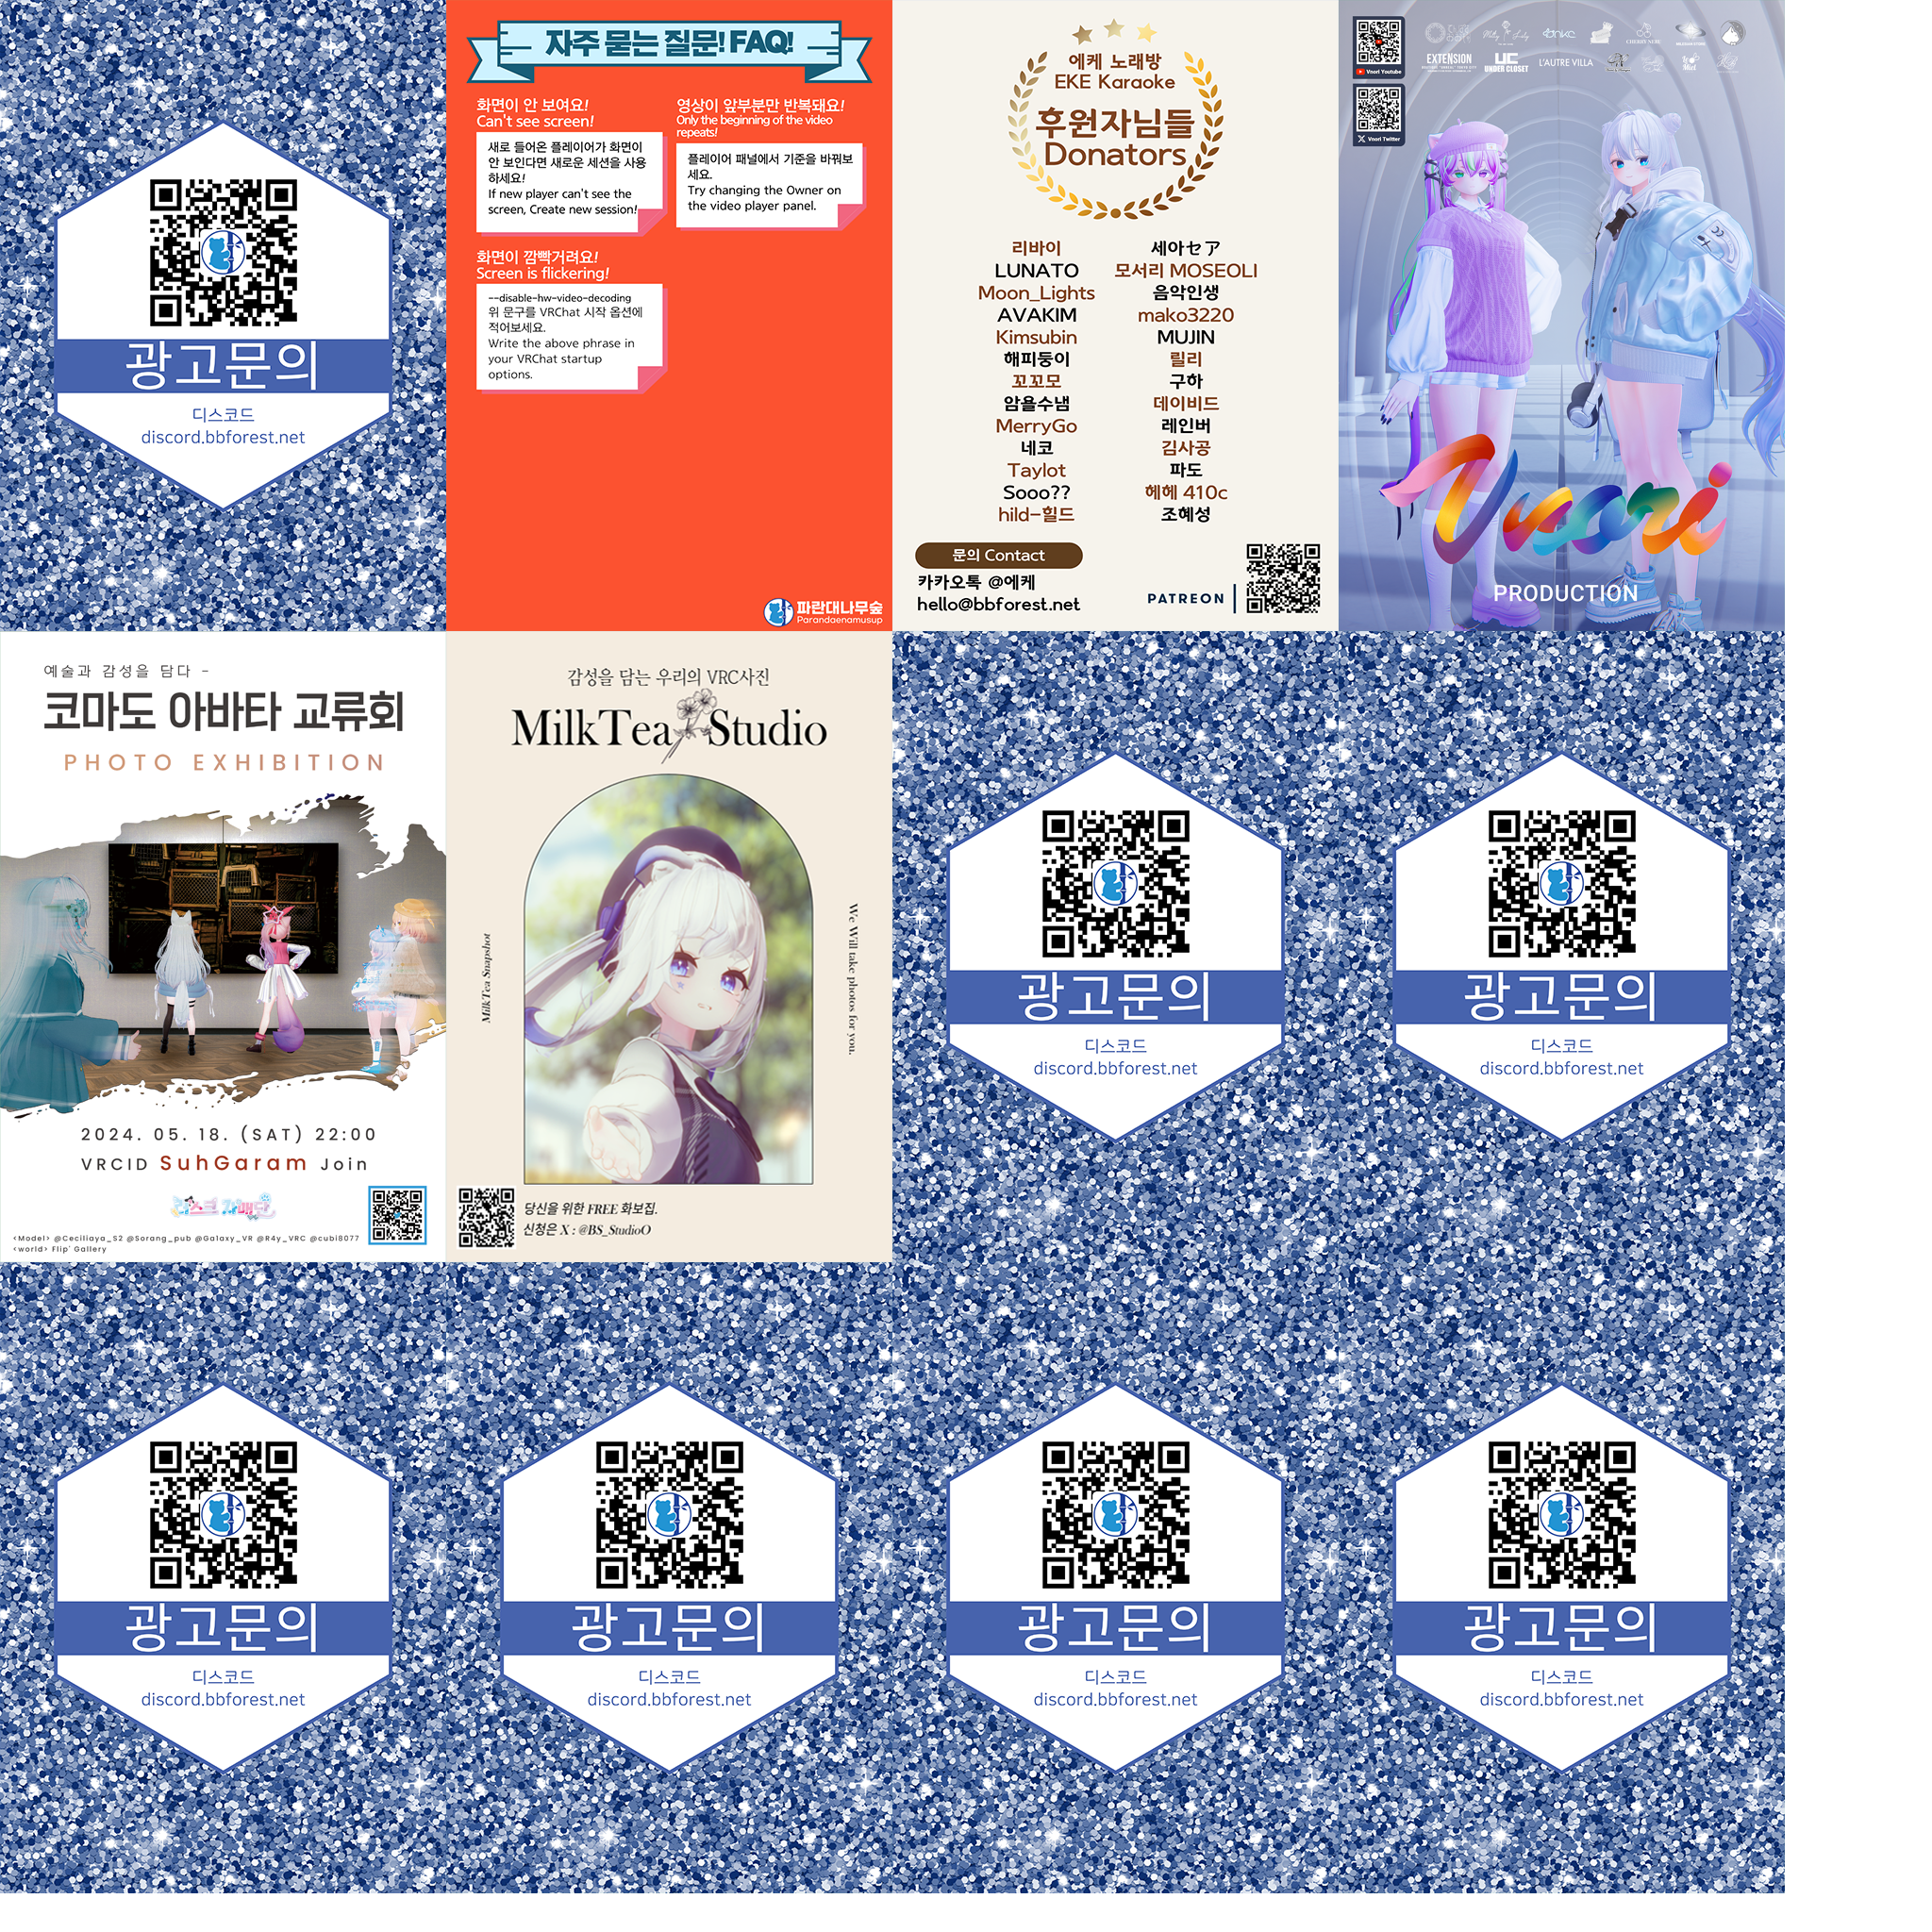 광고문의
디스코드
discord.bbforest.net
자주 묻는 질문! FAQ!
화면이 안 보여요!
Can't see screen!
새로 들어온 플레이어가 화면이
안 보인다면 새로운 세션을 사용
하세요!
If new player can't see the
screen, Create new session!
영상이 앞부분만 반복돼요!
Only the beginning of the video
repeats!
플레이어 패널에서 기준을 바꿔보
세요.
Try changing the Owner on
the video player panel.
화면이 깜빡거려요!
Screen is flickering!
--disable-hw-video-decoding
위 문구를 VRChat 시작 옵션에
적어보세요.
Write the above phrase in
your VRChat startup
options.
파란대나무숲
Parandaenamusup
에케 노래방
EKE Karaoke
후원자님들
Donators
리바이
LUNATO
Moon_Lights
AVAKIM
Kimsubin
해피둥이
꼬꼬모
암욜수냄
MerryGo
네코
Taylot
Sooo??
hild-힐드
세아セア
모서리 MOSEOLI
음악인생
mako3220
MUJIN
릴리
구하
데이비드
레인버
김사공
파도
헤헤 410c
조혜성
문의 Contact
카카오톡 @에케
hello@bbforest.net
PATREON
Vnori Youtube
Vnori Twitter
EXTENSION
UC
UNDER CLOSET
L'AUTRE VILLA
Vnori
PRODUCTION
예술과 감성을 담다 -
코마도 아바타 교류회
PHOTO EXHIBITION
2024. 05. 18. (SAT) 22:00
VRCID SuhGaram Join
<Model> @Ceciliaya_S2 @Sorang_pub @Galaxy_VR @R4y_VRC @cubi8077
<world> Flip' Gallery
감성을 담는 우리의 VRC사진
MilkTea Studio
MilkTea Snapshot
We Will take photos for you.
당신을 위한 FREE 화보집.
신청은 X : @BS_StudioO
광고문의
디스코드
discord.bbforest.net
광고문의
디스코드
discord.bbforest.net
광고문의
디스코드
discord.bbforest.net
광고문의
디스코드
discord.bbforest.net
광고문의
디스코드
discord.bbforest.net
광고문의
디스코드
discord.bbforest.net